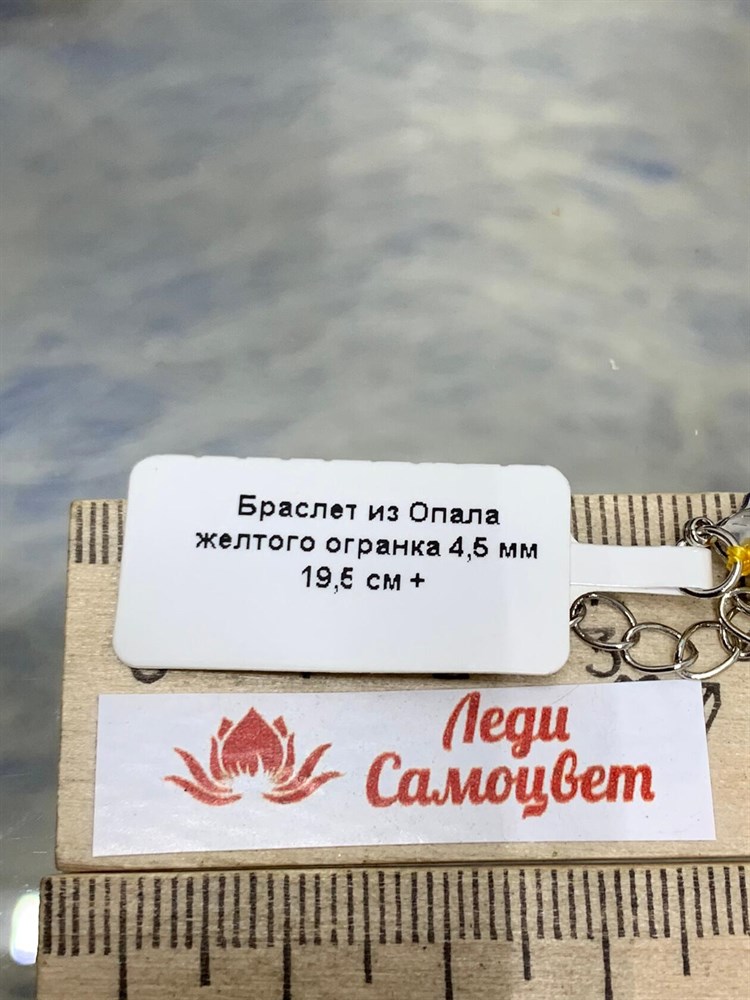 Браслет из Опала
желтого огранка 4,5 мм
19,5 см +
Леди
Самоцвет